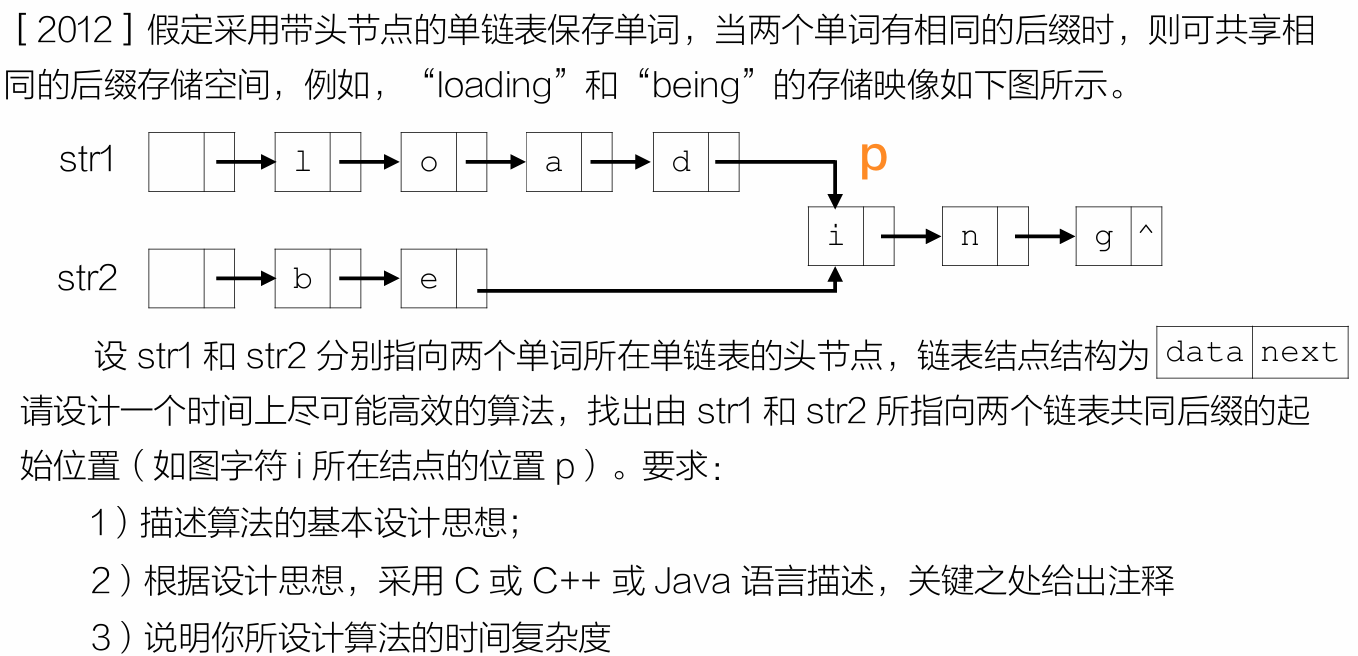 [2012] 假定采用带头节点的单链表保存单词，当两个单词有相同的后缀时，则可共享相
同的后缀存储空间，例如，“loading”和“being”的存储映像如下图所示。
str1 l o a d p
i n g ^
str2 b e
设 str1 和 str2 分别指向两个单词所在单链表的头节点，链表结点结构为 data next
请设计一个时间上尽可能高效的算法，找出由 str1 和 str2 所指向两个链表共同后缀的起
始位置（如图字符 i 所在结点的位置 p）。要求：
1）描述算法的基本设计思想；
2）根据设计思想，采用 C 或 C++ 或 Java 语言描述，关键之处给出注释
3）说明你所设计算法的时间复杂度